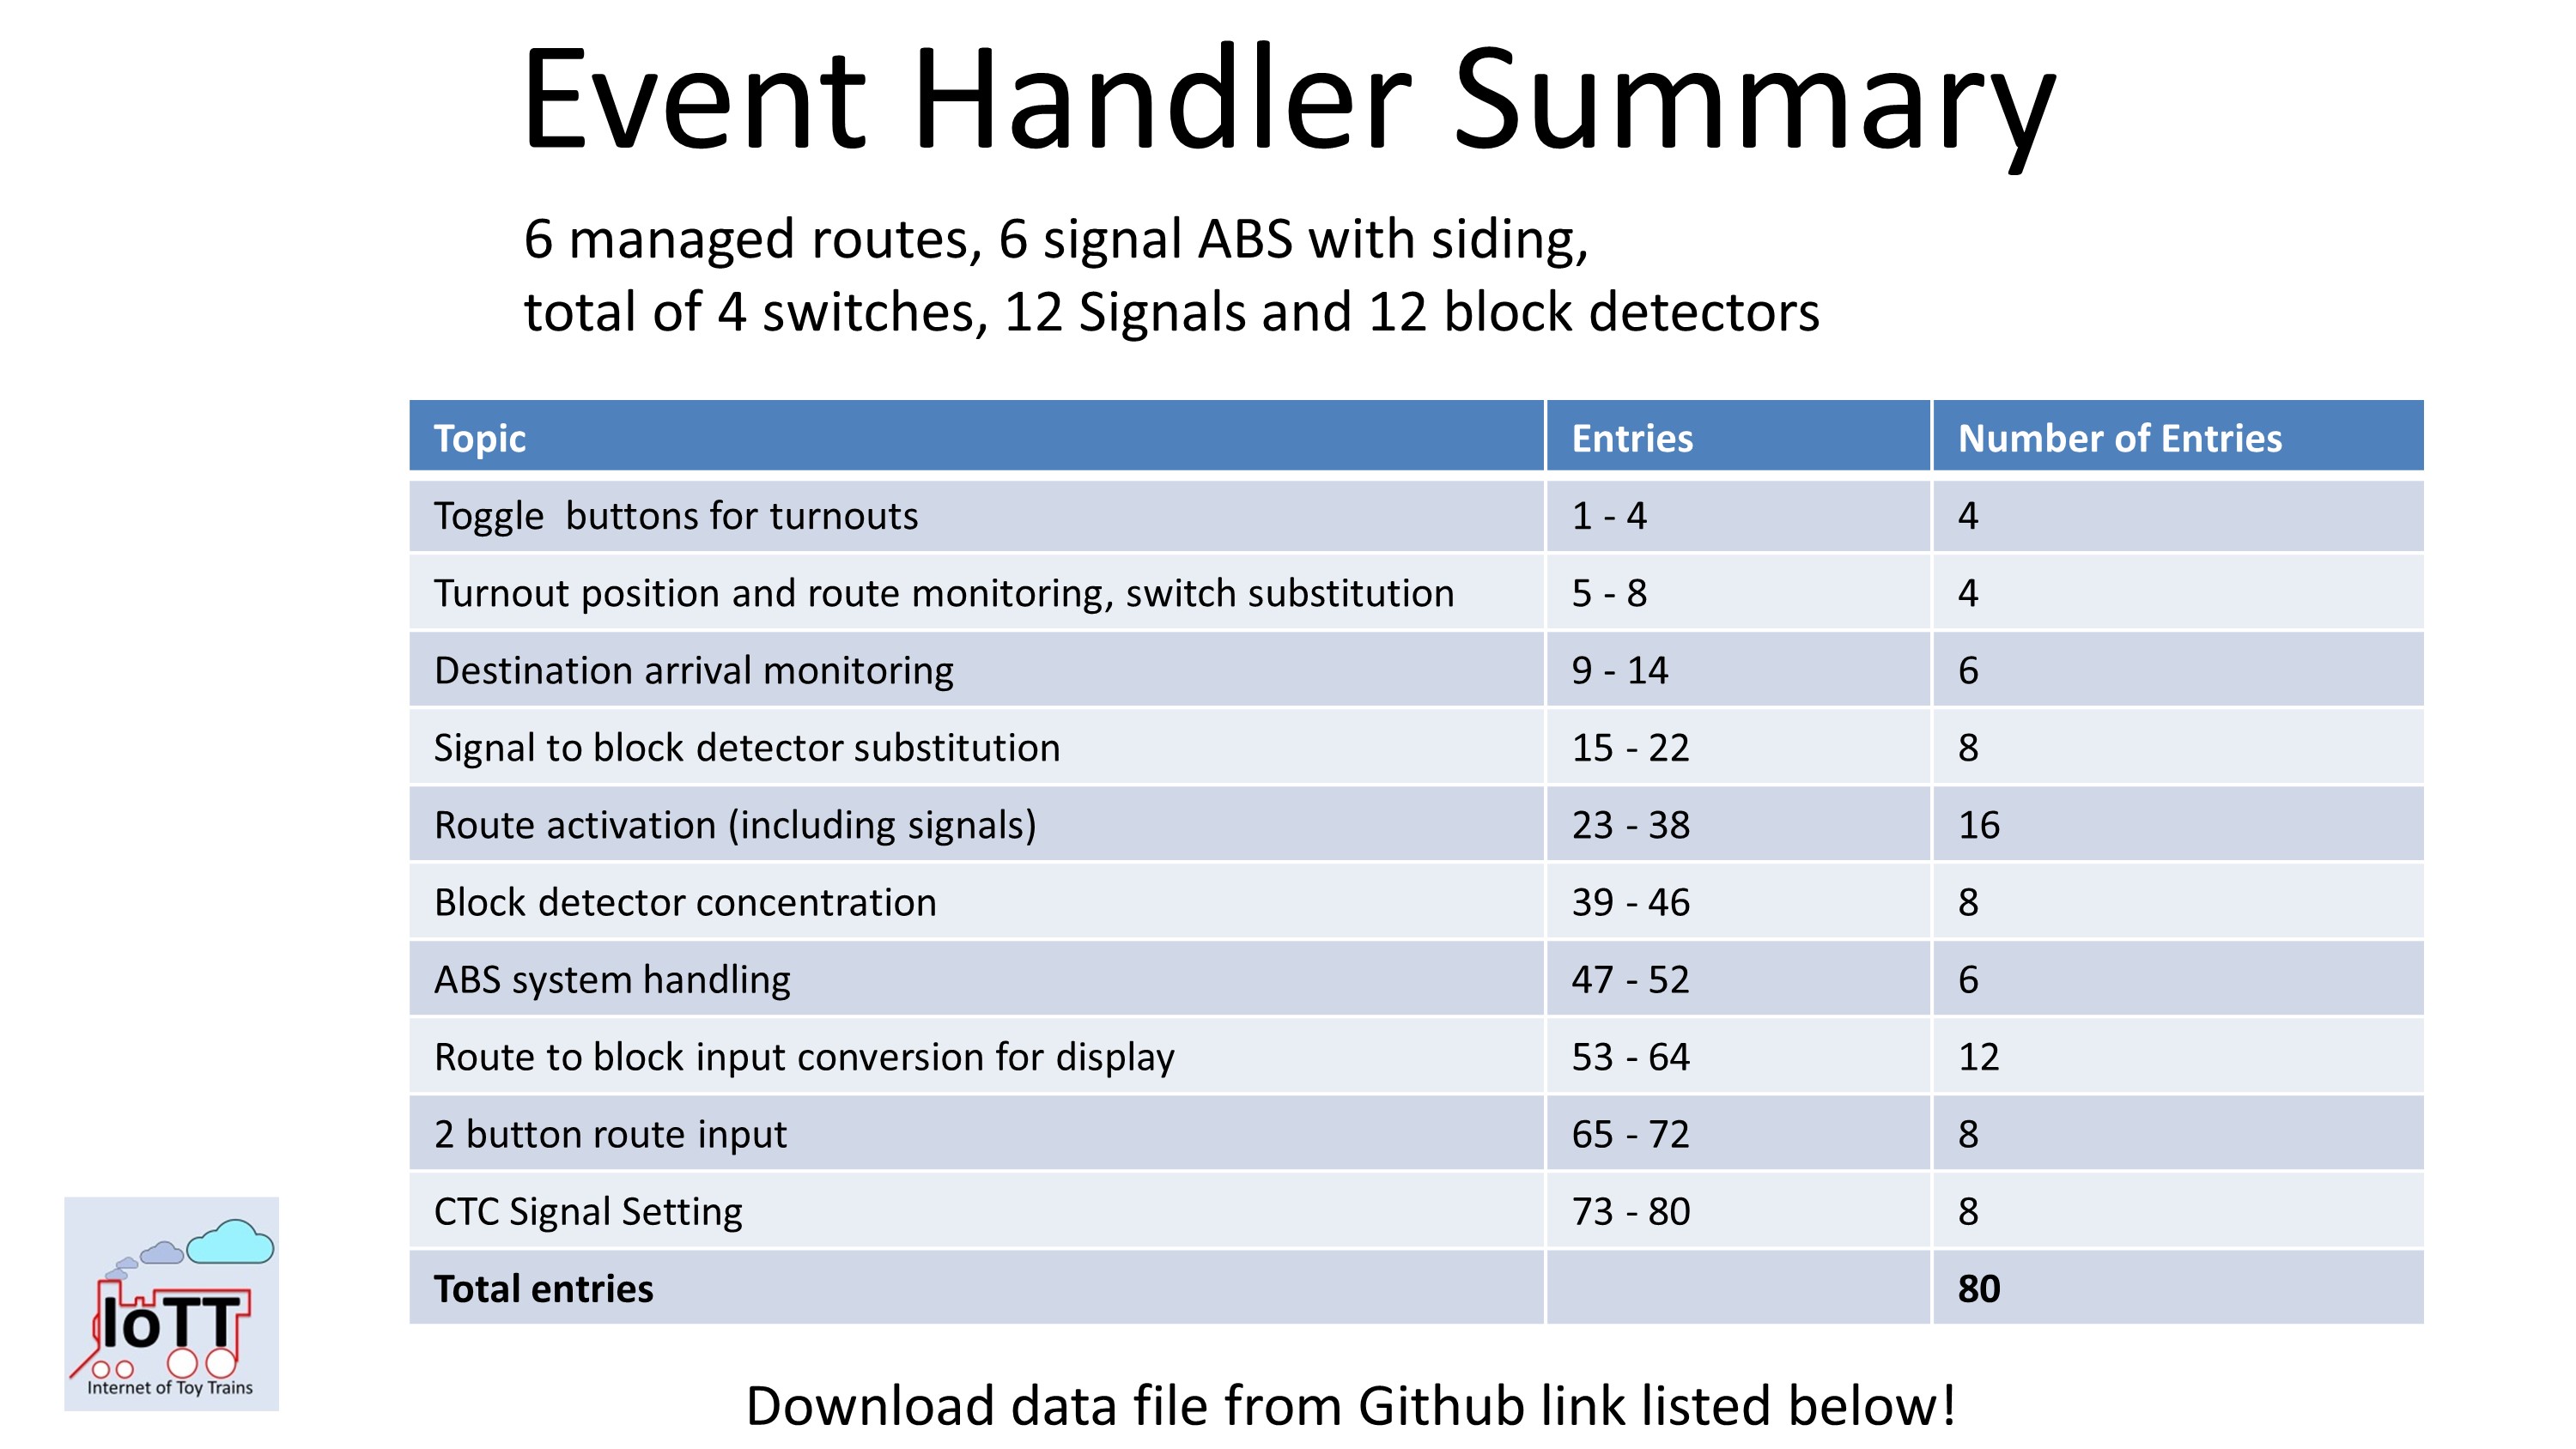 Event Handler Summary
6 managed routes, 6 signal ABS with siding,
total of 4 switches, 12 Signals and 12 block detectors
Topic Entries Number of Entries
Toggle  buttons for turnouts 1 - 4 4
Turnout position and route monitoring, switch substitution 5 - 8 4
Destination arrival monitoring 9 - 14 6
Signal to block detector substitution 15 - 22 8
Route activation (including signals) 23 - 38 16
Block detector concentration 39 - 46 8
ABS system handling 47 - 52 6
Route to block input conversion for display 53 - 64 12
2 button route input 65 - 72 8
CTC Signal Setting 73 - 80 8
Total entries 80
IoTT
Internet of Toy Trains
Download data file from Github link listed below!